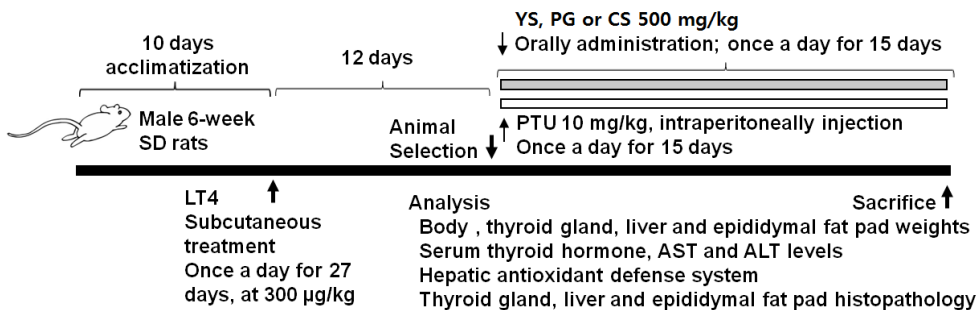 YS, PG or CS 500 mg/kg
Orally administration; once a day for 15 days
10 days
acclimatization
12 days
Male 6-week
SD rats
Animal
Selection
PTU 10 mg/kg, intraperitoneally injection
Once a day for 15 days
LT4
Subcutaneous
treatment
Once a day for 27
days, at 300 µg/kg
Analysis
Body , thyroid gland, liver and epididymal fat pad weights
Serum thyroid hormone, AST and ALT levels
Hepatic antioxidant defense system
Thyroid gland, liver and epididymal fat pad histopathology
Sacrifice